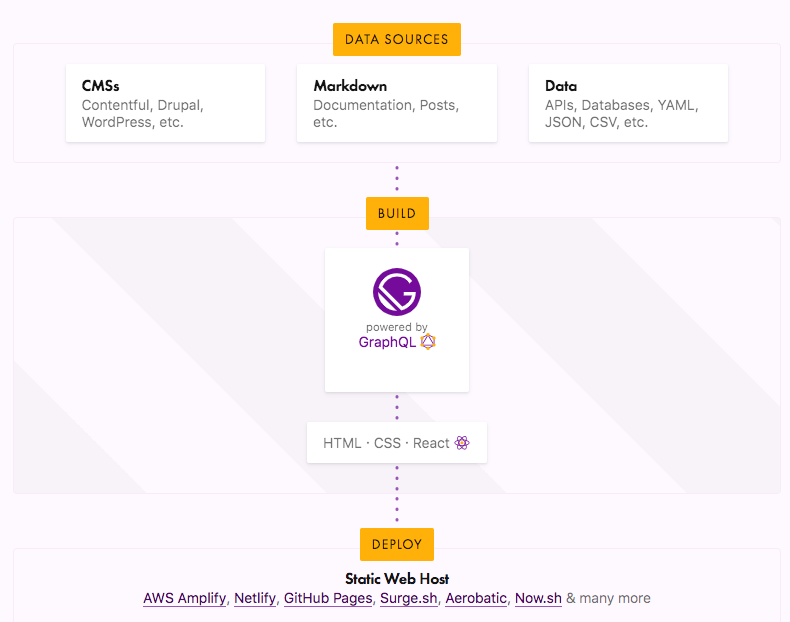 DATA SOURCES
CMSs
Contentful, Drupal,
WordPress, etc.
Markdown
Documentation, Posts,
etc.
Data
APIs, Databases, YAML,
JSON, CSV, etc.
BUILD
powered by
GraphQL
HTML · CSS · React
DEPLOY
Static Web Host
AWS Amplify, Netlify, GitHub Pages, Surge.sh, Aerobatic, Now.sh & many more